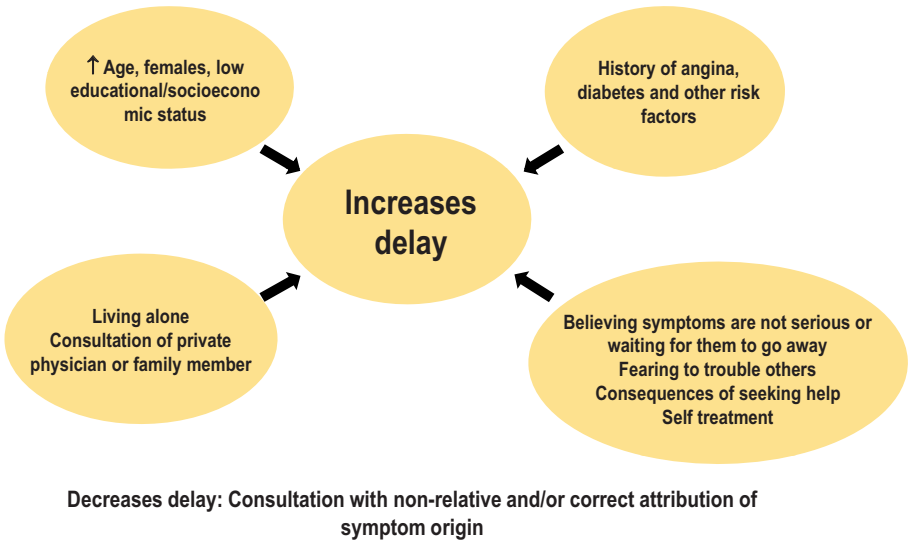 ↑ Age, females, low
educational/socioecono
mic status
History of angina,
diabetes and other risk
factors
Increases
delay
Living alone
Consultation of private
physician or family member
Believing symptoms are not serious or
waiting for them to go away
Fearing to trouble others
Consequences of seeking help
Self treatment
Decreases delay: Consultation with non-relative and/or correct attribution of
symptom origin